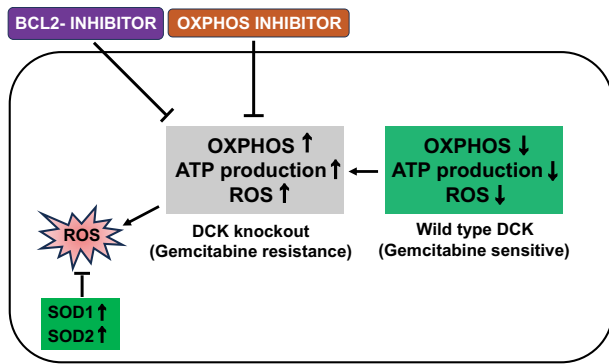 BCL2- INHIBITOR
OXPHOS INHIBITOR
OXPHOS ↑
ATP production ↑
ROS ↑
DCK knockout
(Gemcitabine resistance)
OXPHOS ↓
ATP production ↓
ROS ↓
Wild type DCK
(Gemcitabine sensitive)
ROS
SOD1 ↑
SOD2 ↑